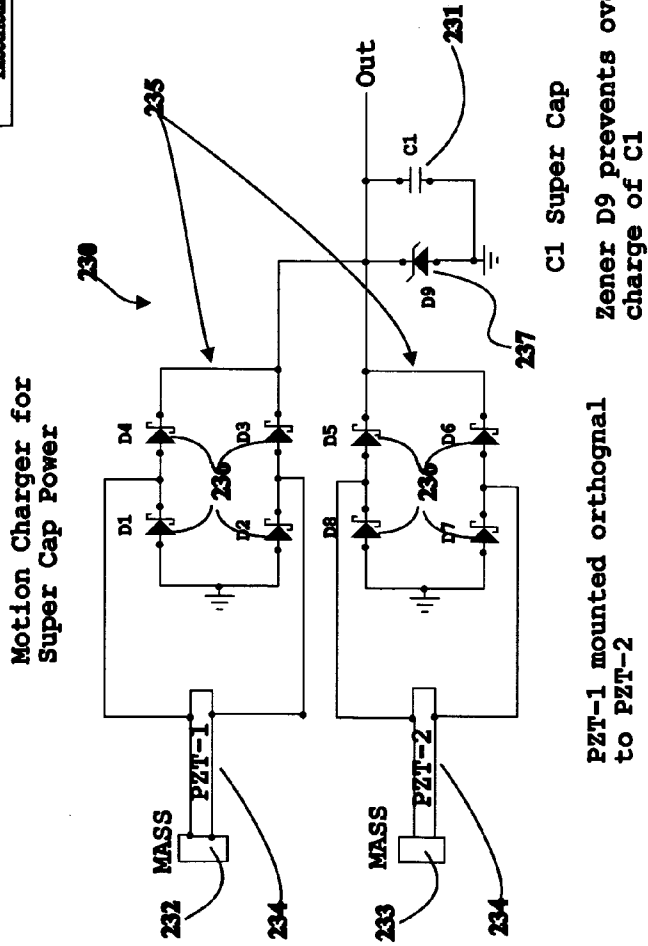 Motion Charger for
Super Cap Power
230
235
D1
D4
236
D2
D3
MASS
PZT-1
232
234
D8
D5
236
D7
D6
MASS
PZT-2
233
234
Out
D9
C1
231
237
PZT-1 mounted orthognal
to PZT-2
C1 Super Cap
Zener D9 prevents ov
charge of C1